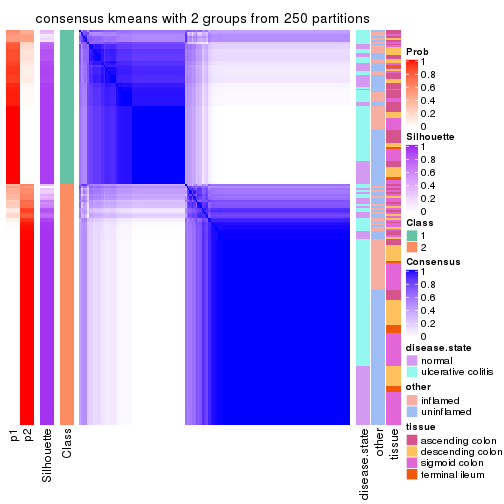 consensus kmeans with 2 groups from 250 partitions
Prob
1
0.8
0.6
0.4
0.2
0
Silhouette
1
0.8
0.6
0.4
0.2
0
Class
1
2
Consensus
1
0.8
0.6
0.4
0.2
0
disease.state
normal
ulcerative colitis
other
inflamed
uninflamed
tissue
ascending colon
descending colon
sigmoid colon
terminal ileum
p1
p2
Silhouette
Class
disease.state
other
tissue